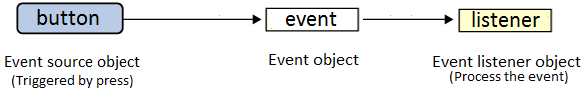 button
event
listener
Event source object
(Triggered by press)
Event object
Event listener object
(Process the event)